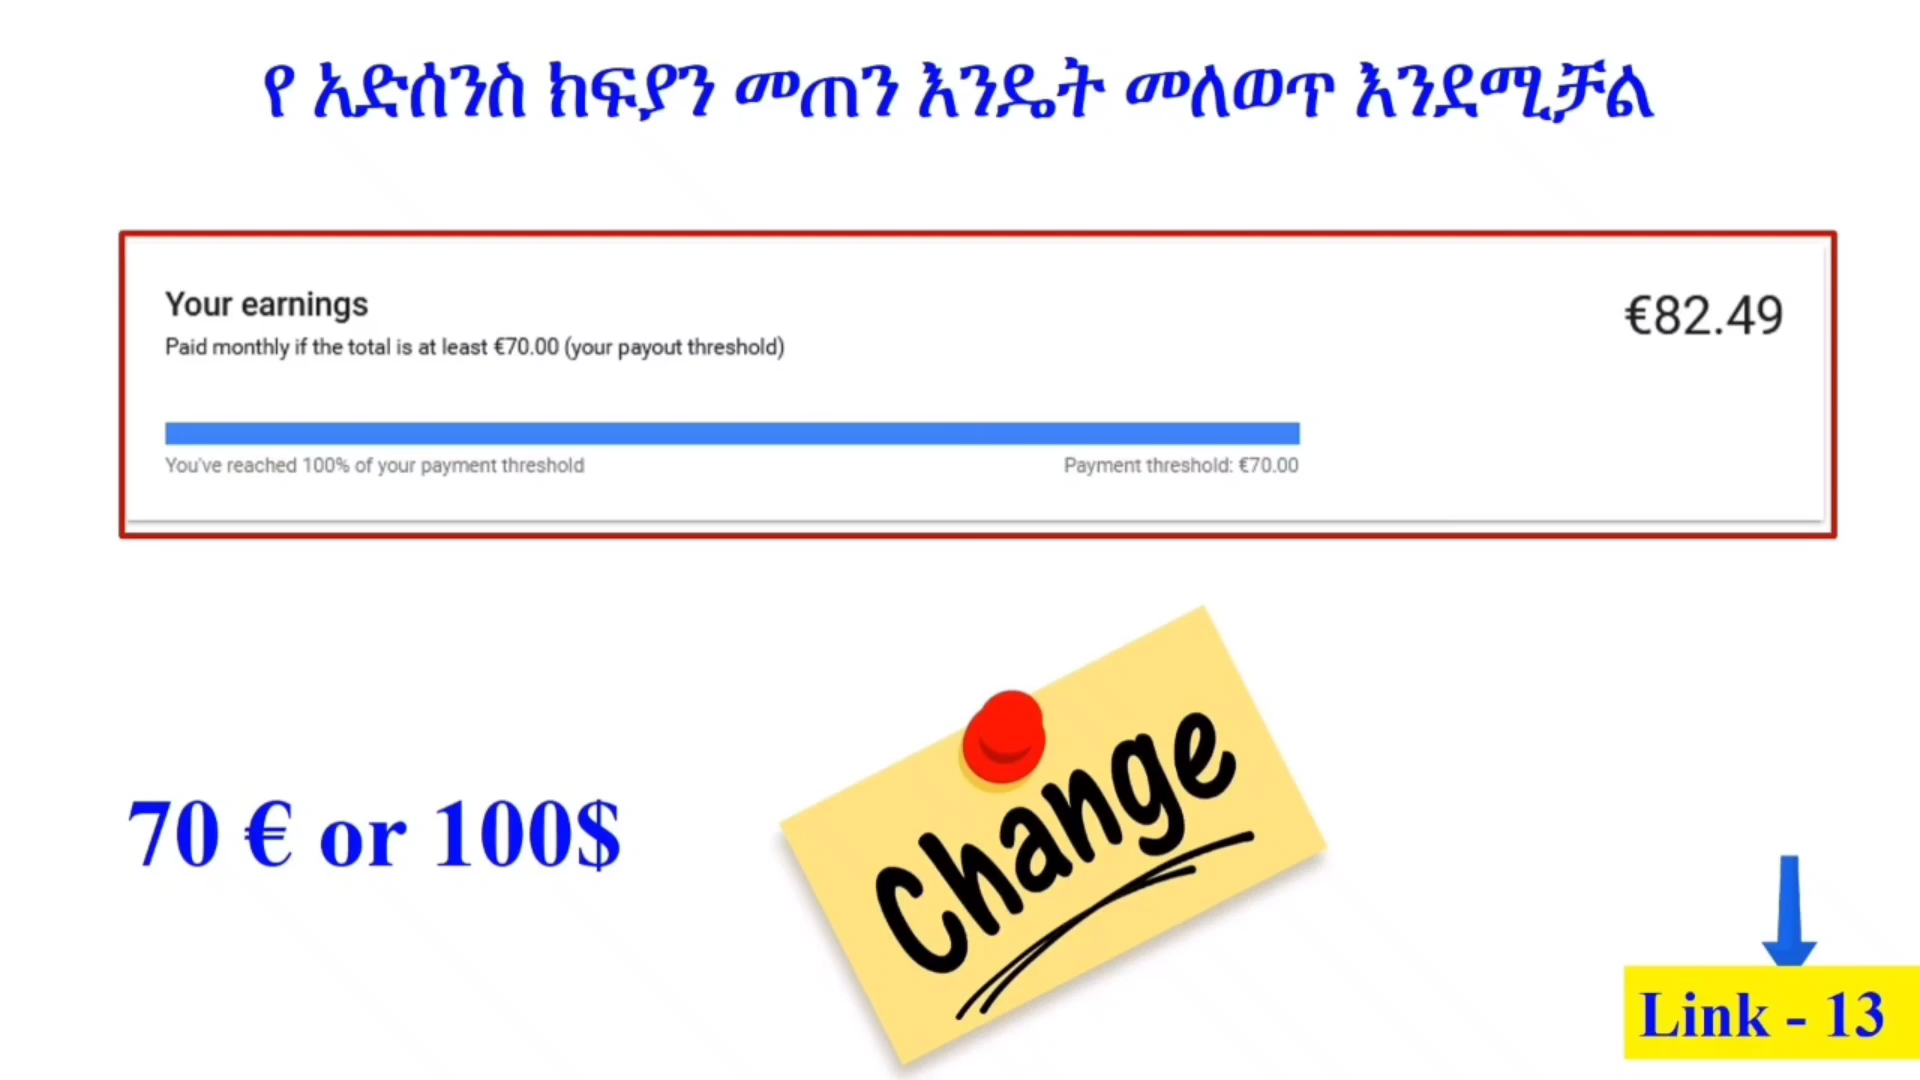 የ አድሰንስ ክፍያን መጠን እንዴት መለወጥ እንደሚቻል
Your earnings
€82.49
Paid monthly if the total is at least €70.00 (your payout threshold)
You've reached 100% of your payment threshold
Payment threshold: €70.00
Change
70 € or 100$
Link - 13